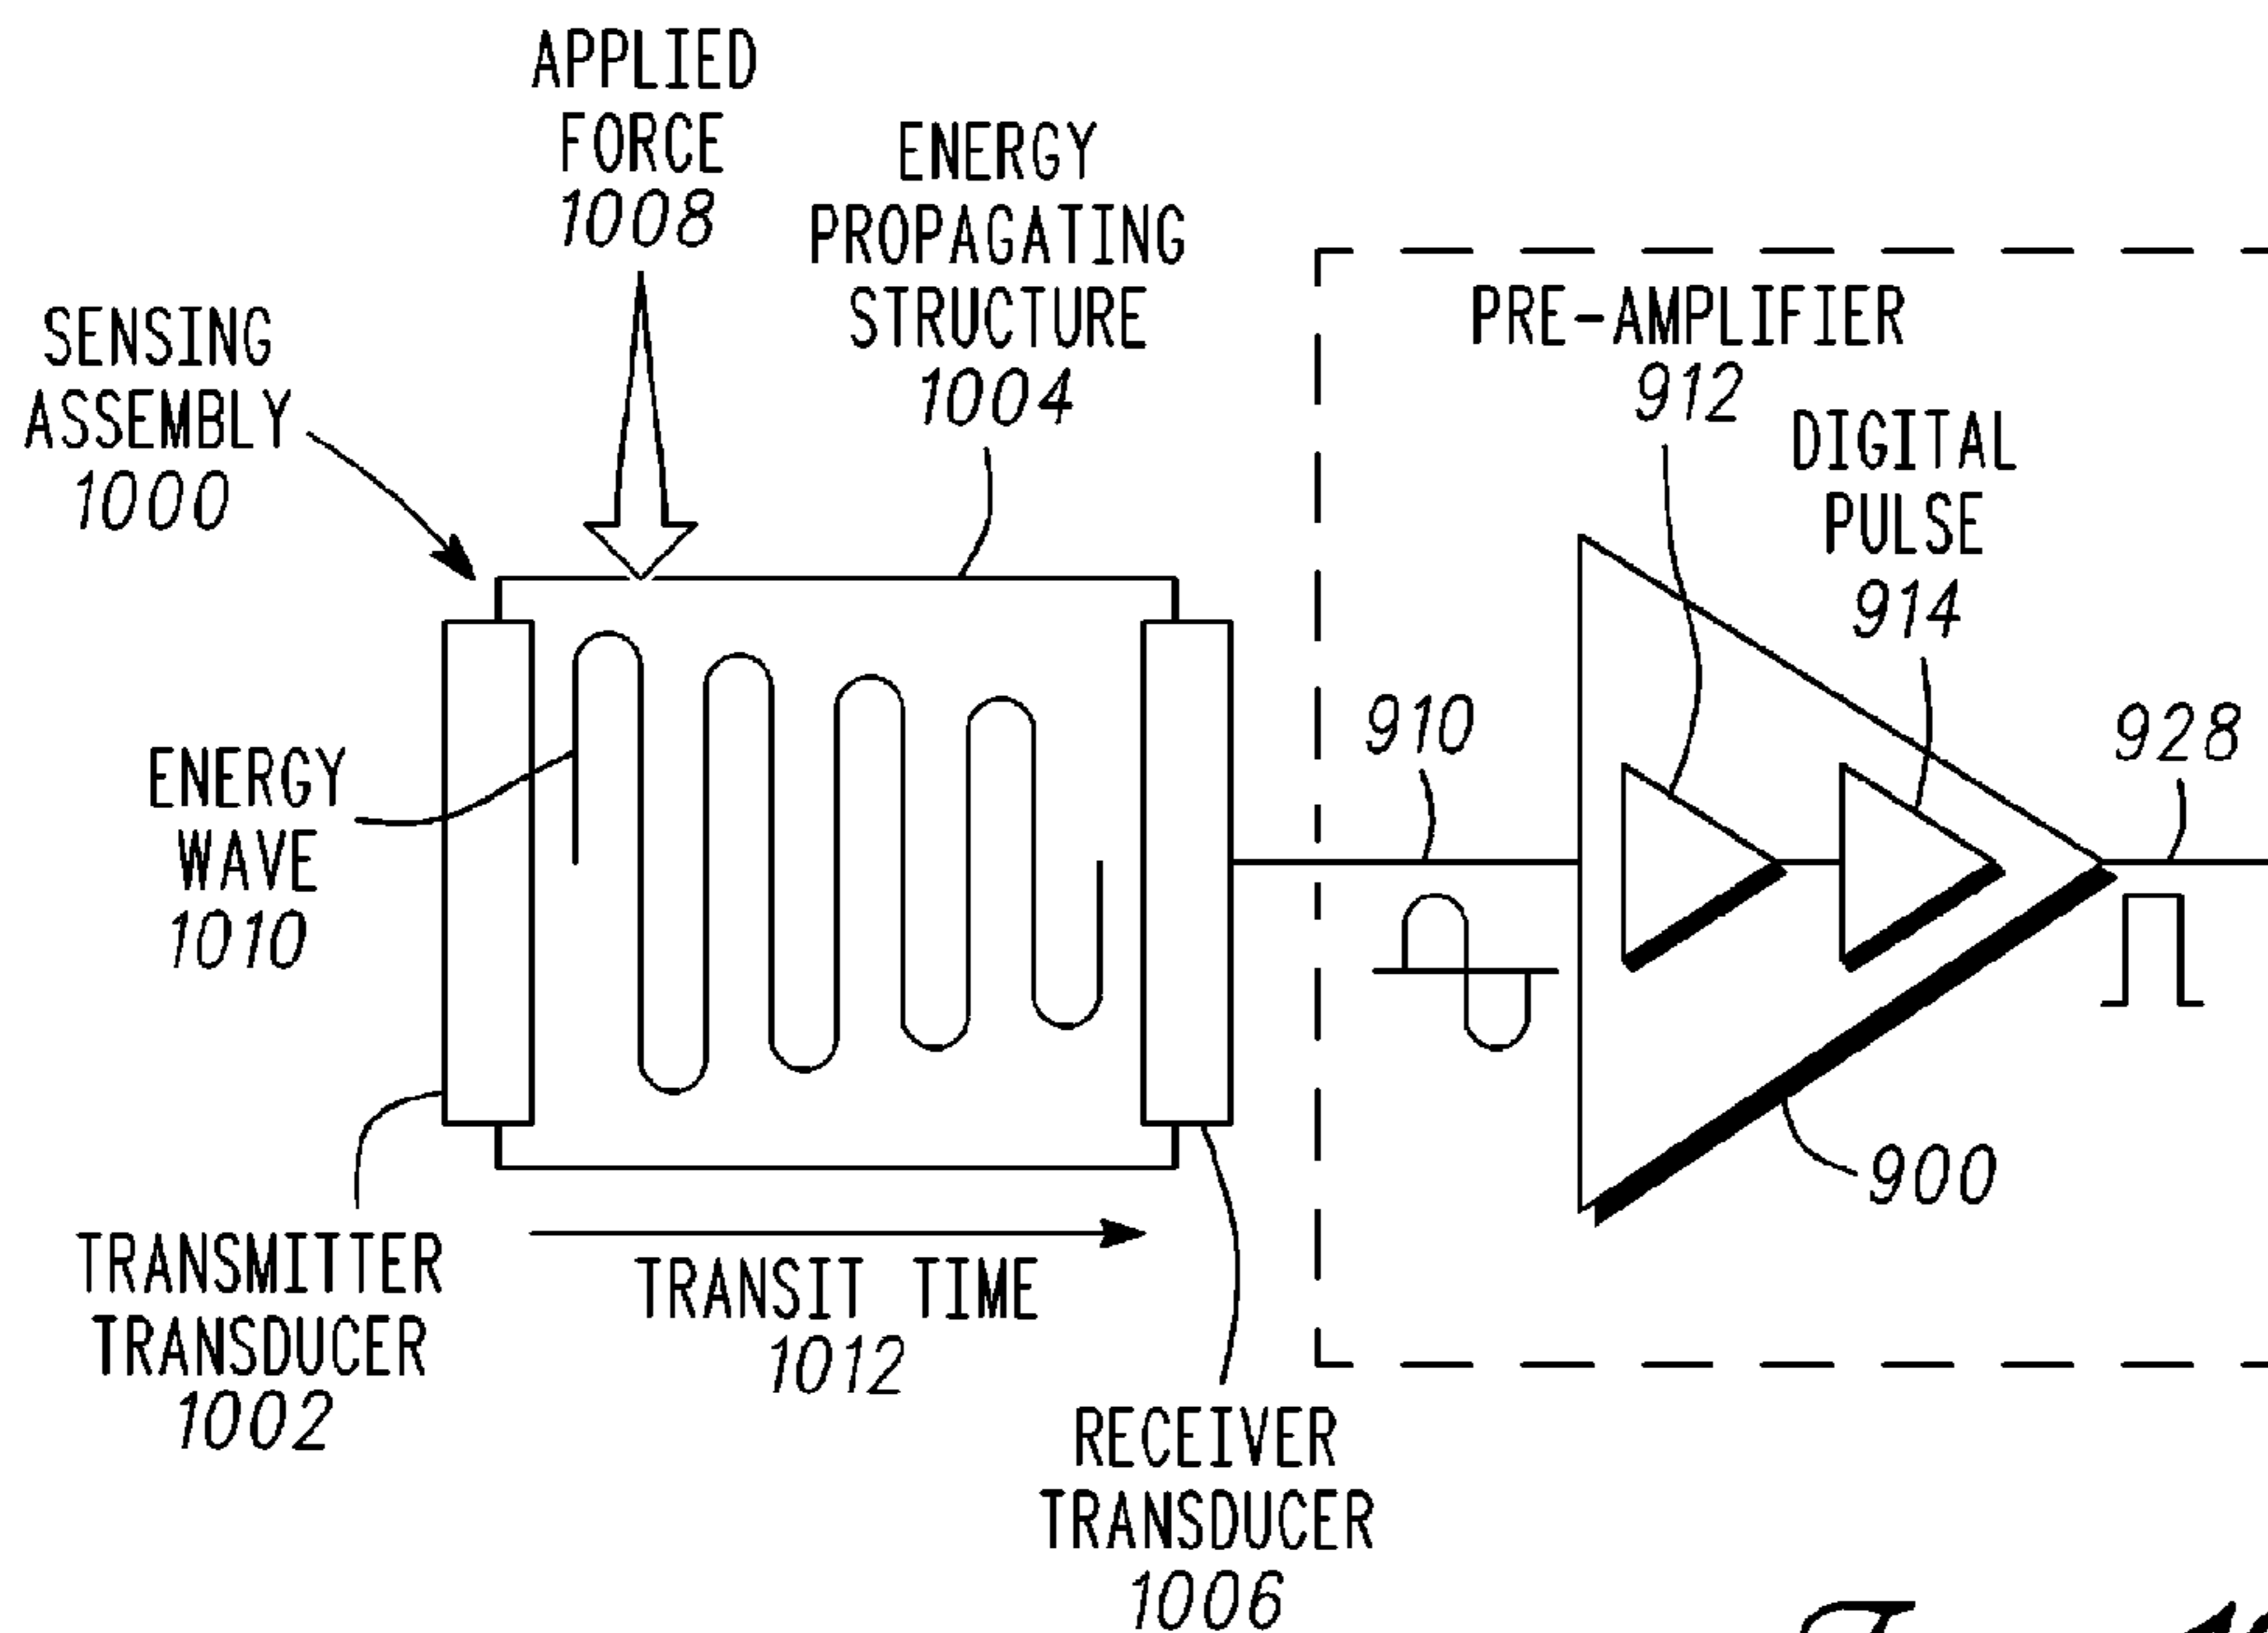 APPLIED
FORCE
1008
ENERGY
PROPAGATING
STRUCTURE
1004
SENSING
ASSEMBLY
1000
PRE-AMPLIFIER
912
DIGITAL
PULSE
914
910
928
ENERGY
WAVE
1010
900
TRANSMITTER
TRANSDUCER
1002
TRANSIT TIME
1012
RECEIVER
TRANSDUCER
1006